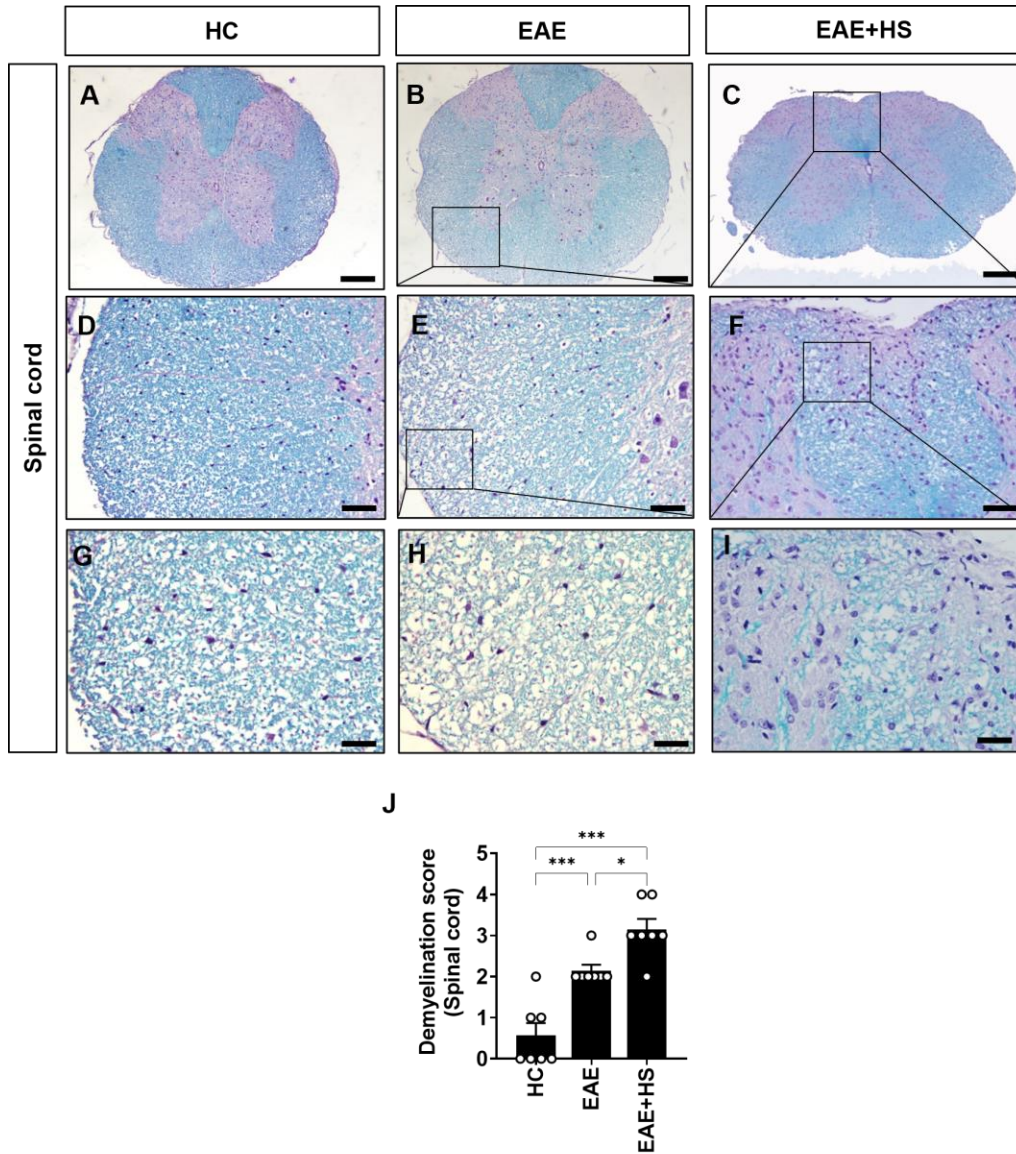 HC
EAE
EAE+HS
Spinal cord
A
B
C
D
E
F
G
H
I
J
Demyelination score
(Spinal cord)
5
4
3
2
1
0
***
***
*
HC
EAE
EAE+HS